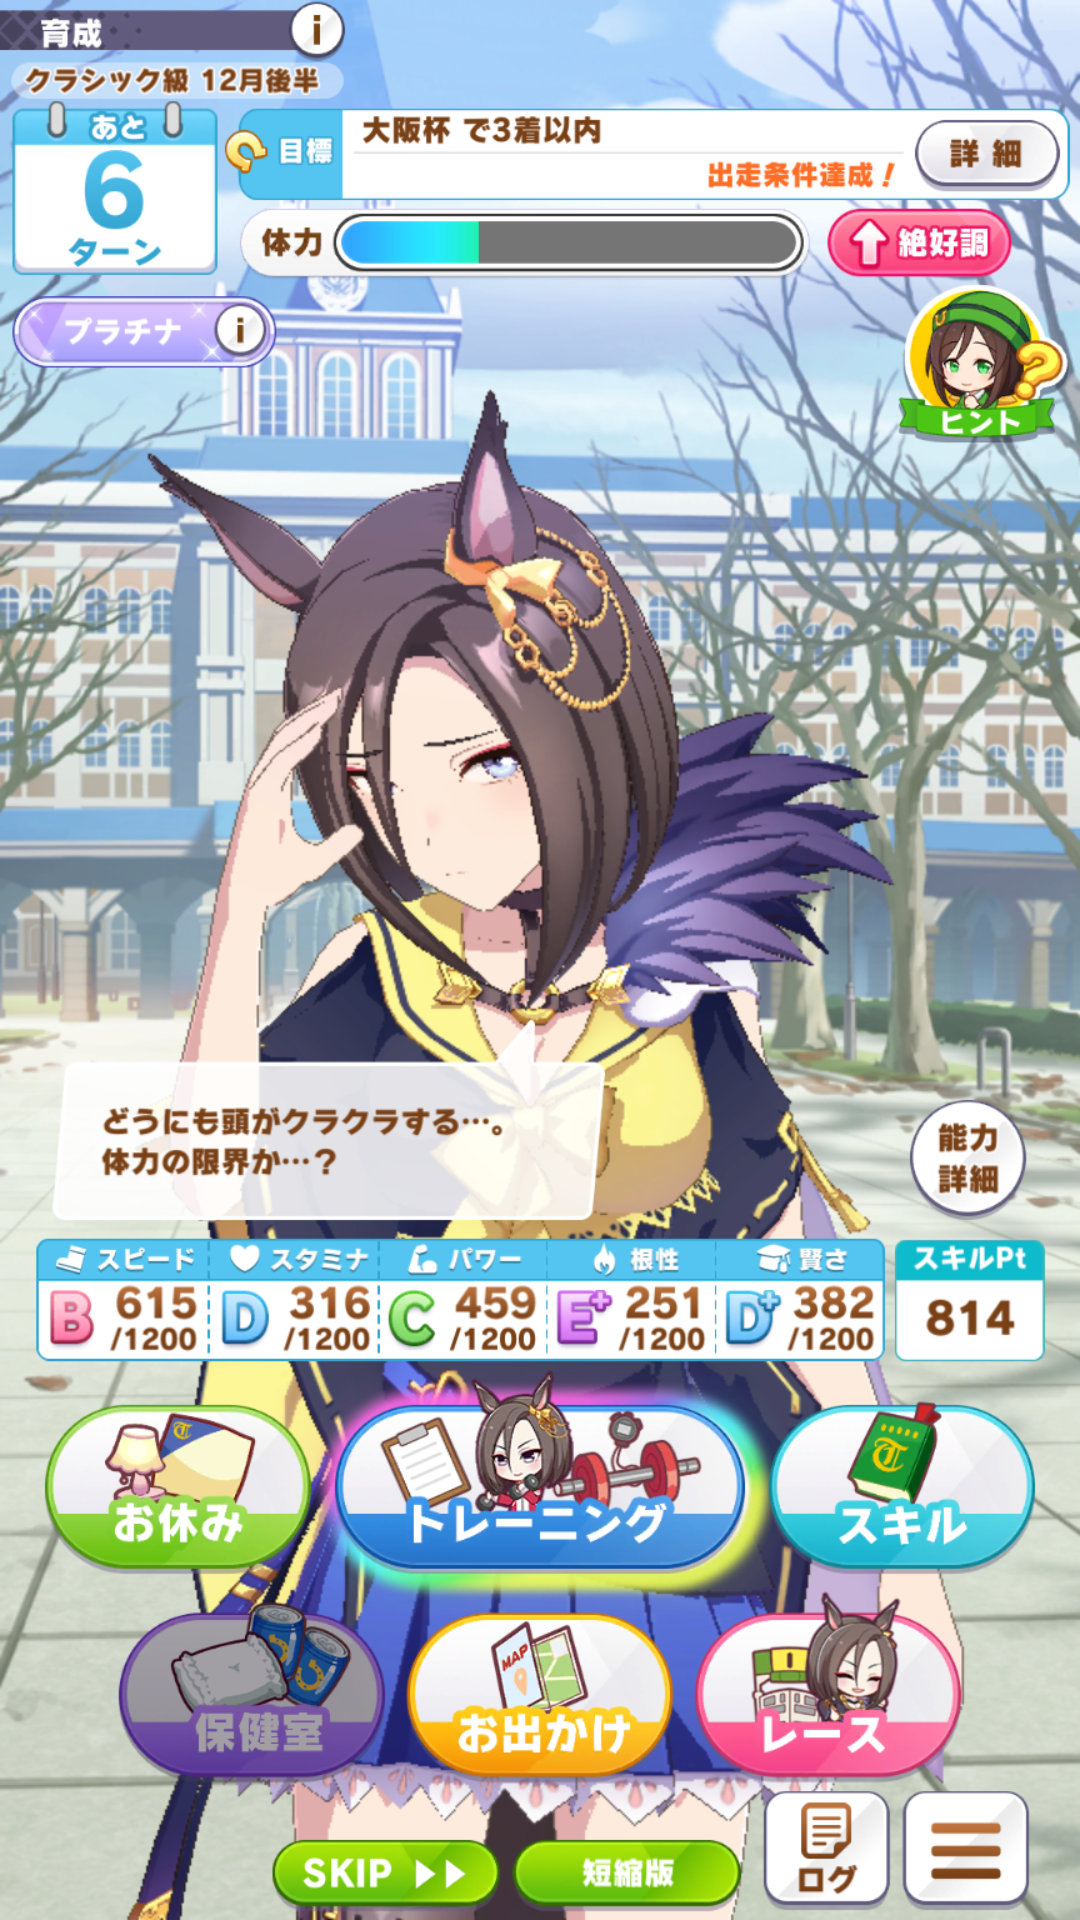 育成
i
クラシック級 12月後半
あと
6
ターン
目標
大阪杯 で3着以内
出走条件達成！
詳細
体力
絶好調
プラチナ
i
ヒント
どうにも頭がクラクラする…。
体力の限界か…？
能力
詳細
スピード
スタミナ
パワー
根性
賢さ
スキルPt
B 615
/1200
D 316
/1200
C 459
/1200
E+ 251
/1200
D+ 382
/1200
814
お休み
トレーニング
スキル
保健室
MAP
お出かけ
レース
SKIP
短縮版
ログ